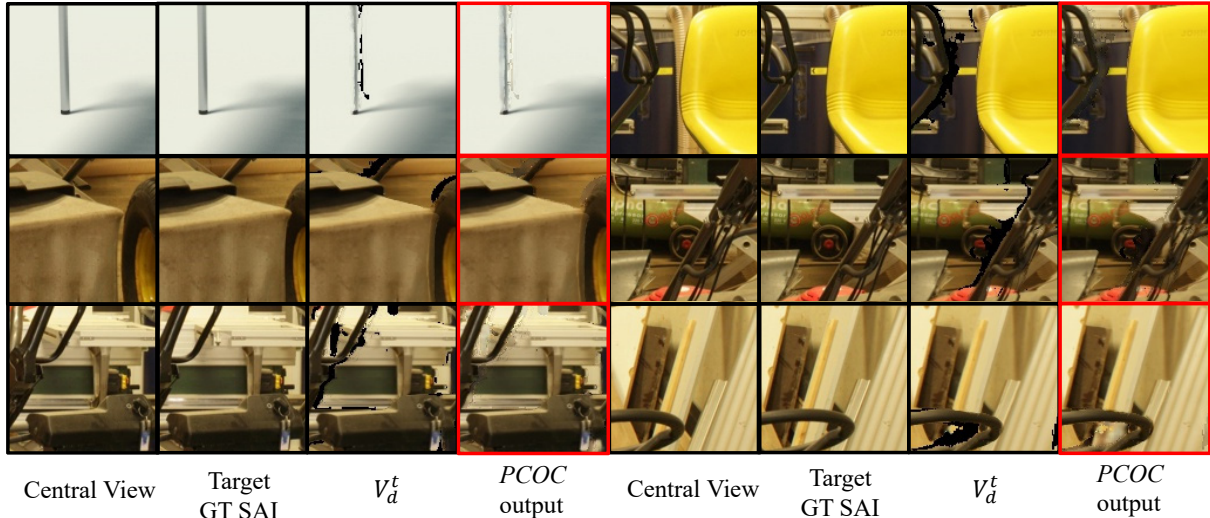 Central View
Target
GT SAI
V_d^t
PCOC
output
Central View
Target
GT SAI
V_d^t
PCOC
output